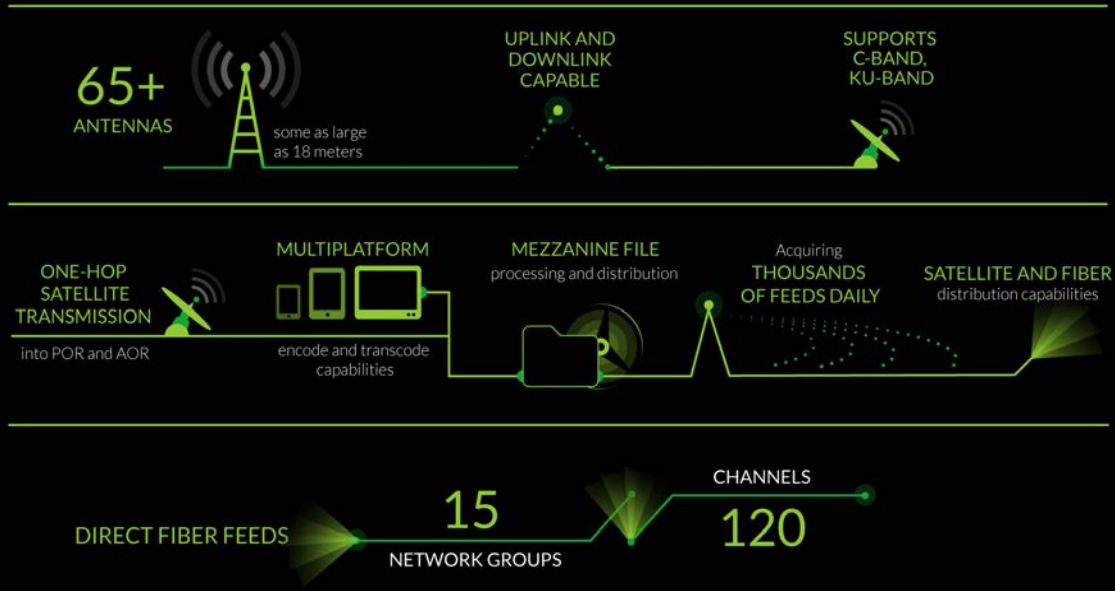 65+
ANTENNAS
some as large
as 18 meters
UPLINK AND
DOWNLINK
CAPABLE
SUPPORTS
C-BAND,
KU-BAND
ONE-HOP
SATELLITE
TRANSMISSION
into POR and AOR
MULTIPLATFORM
encode and transcode
capabilities
MEZZANINE FILE
processing and distribution
Acquiring
THOUSANDS
OF FEEDS DAILY
SATELLITE AND FIBER
distribution capabilities
DIRECT FIBER FEEDS
15
NETWORK GROUPS
CHANNELS
120